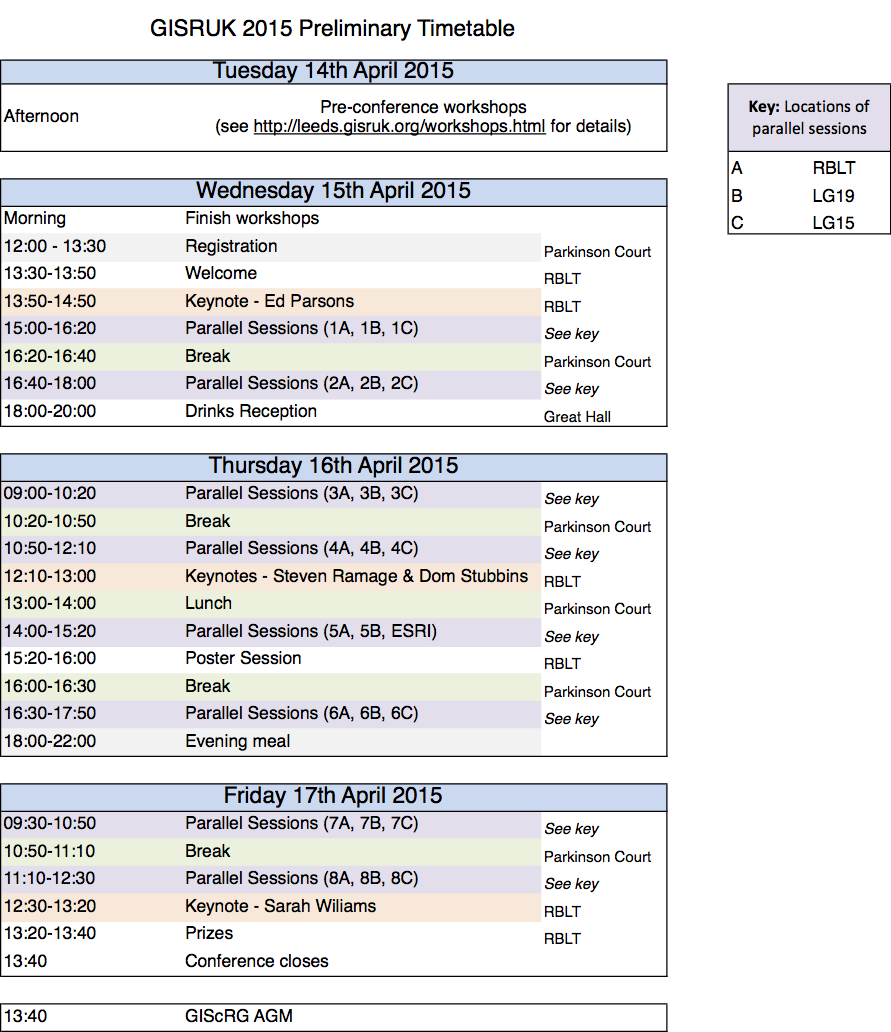 GISRUK 2015 Preliminary Timetable
Tuesday 14th April 2015
Afternoon Pre-conference workshops
(see http://leeds.gisruk.org/workshops.html for details)
Key: Locations of
parallel sessions
A RBLT
B LG19
C LG15
Wednesday 15th April 2015
Morning Finish workshops
12:00 - 13:30 Registration Parkinson Court
13:30-13:50 Welcome RBLT
13:50-14:50 Keynote - Ed Parsons RBLT
15:00-16:20 Parallel Sessions (1A, 1B, 1C) See key
16:20-16:40 Break Parkinson Court
16:40-18:00 Parallel Sessions (2A, 2B, 2C) See key
18:00-20:00 Drinks Reception Great Hall
Thursday 16th April 2015
09:00-10:20 Parallel Sessions (3A, 3B, 3C) See key
10:20-10:50 Break Parkinson Court
10:50-12:10 Parallel Sessions (4A, 4B, 4C) See key
12:10-13:00 Keynotes - Steven Ramage & Dom Stubbins RBLT
13:00-14:00 Lunch Parkinson Court
14:00-15:20 Parallel Sessions (5A, 5B, ESRI) See key
15:20-16:00 Poster Session RBLT
16:00-16:30 Break Parkinson Court
16:30-17:50 Parallel Sessions (6A, 6B, 6C) See key
18:00-22:00 Evening meal
Friday 17th April 2015
09:30-10:50 Parallel Sessions (7A, 7B, 7C) See key
10:50-11:10 Break Parkinson Court
11:10-12:30 Parallel Sessions (8A, 8B, 8C) See key
12:30-13:20 Keynote - Sarah Wiliams RBLT
13:20-13:40 Prizes RBLT
13:40 Conference closes
13:40 GIScRG AGM